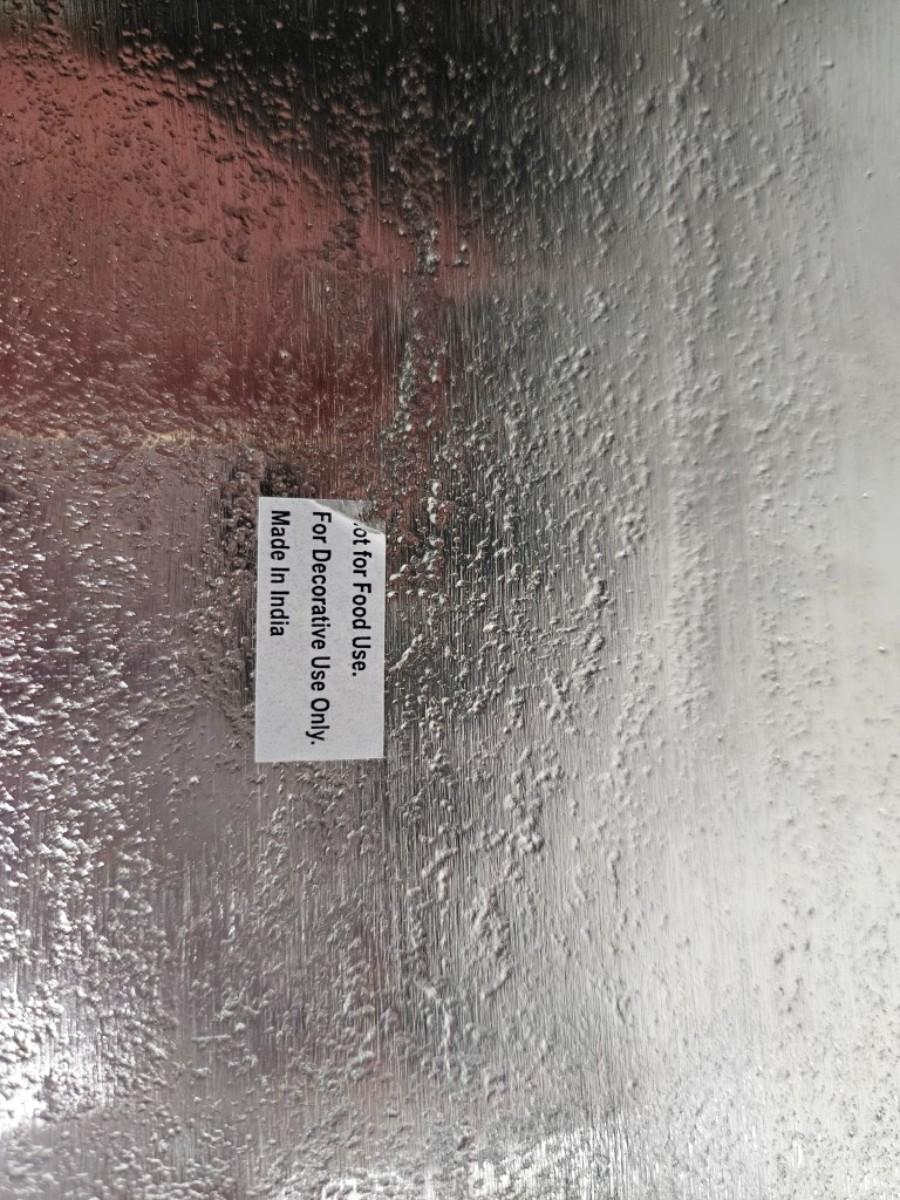 ot for Food Use.
For Decorative Use Only.
Made In India